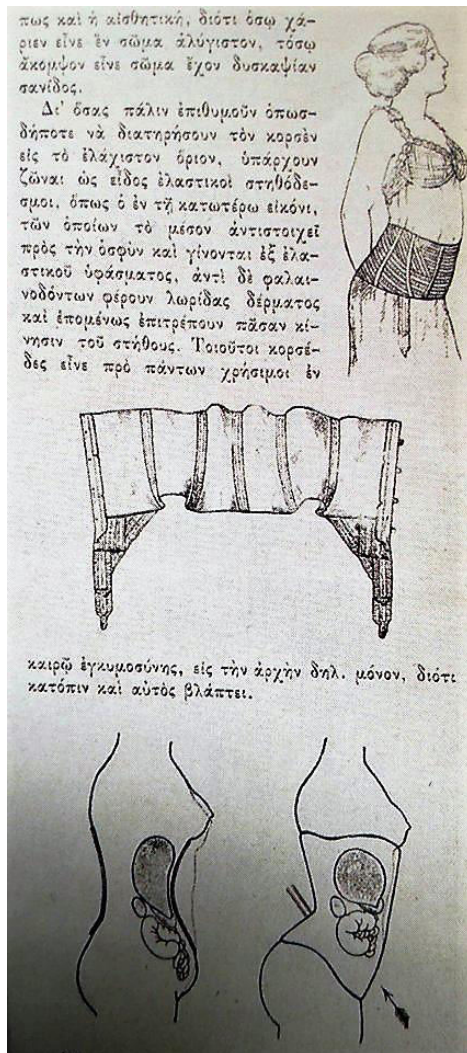 πως καὶ ἡ αἰσθητική, διότι ὅσῳ χά-
ριεν εἶνε ἓν σῶμα ἀλύγιστον, τόσῳ
ἄκομψον εἶνε σῶμα ἔχον δυσκαψίαν
σανίδος.
Δι' ὅσας πάλιν ἐπιθυμοῦν ὁπωσ-
δήποτε νὰ διατηρήσουν τὸν κορσὲν
εἰς τὸ ἐλάχιστον ὅριον, ὑπάρχουν
ζῶναι ὡς εἶδος ἐλαστικοὶ στηθόδε-
σμοι, ὅπως ὁ ἐν τῇ κατωτέρω εἰκόνι,
τῶν ὁποίων τὸ μέσον ἀντιστοιχεῖ
πρὸς τὴν ὀσφὺν καὶ γίνονται ἐξ ἐλα-
στικοῦ ὑφάσματος, ἀντὶ δὲ φαλαι-
νοδόντων φέρουν λωρίδας δέρματος
καὶ ἑπομένως ἐπιτρέπουν πᾶσαν κί-
νησιν τοῦ στήθους. Τοιοῦτοι κορσέ-
δες εἶνε πρὸ πάντων χρήσιμοι ἐν
καιρῷ ἐγκυμοσύνης, εἰς τὴν ἀρχὴν δηλ. μόνον, διότι
κατόπιν καὶ αὐτὸς βλάπτει.